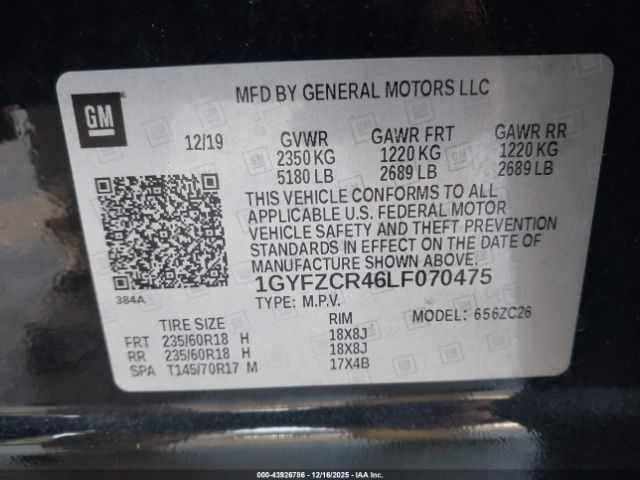 MFD BY GENERAL MOTORS LLC
GM
12/19 GVWR GAWR FRT GAWR RR
2350 KG 1220 KG 1220 KG
5180 LB 2689 LB 2689 LB
THIS VEHICLE CONFORMS TO ALL
APPLICABLE U.S. FEDERAL MOTOR
VEHICLE SAFETY AND THEFT PREVENTION
STANDARDS IN EFFECT ON THE DATE OF
MANUFACTURE SHOWN ABOVE.
384A
1GYFZCR46LF070475
TYPE: M.P.V. MODEL: 656ZC26
TIRE SIZE RIM
FRT 235/60R18 H 18X8J
RR 235/60R18 H 18X8J
SPA T145/70R17 M 17X4B
00-43926786 - 12/16/2025 - IAAI.COM